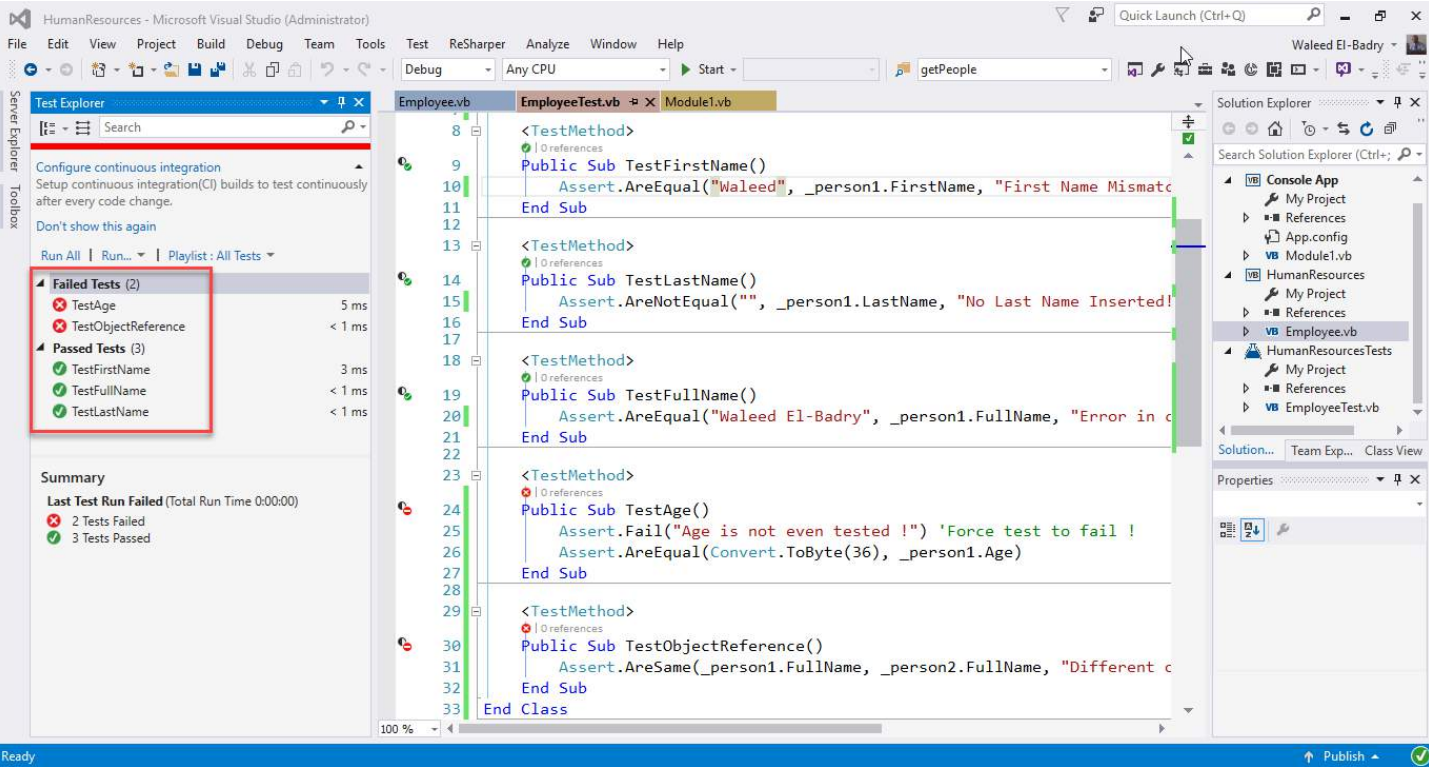 HumanResources - Microsoft Visual Studio (Administrator)
Quick Launch (Ctrl+Q)
File Edit View Project Build Debug Team Tools Test ReSharper Analyze Window Help
Waleed El-Badry
Debug Any CPU Start getPeople
Server Explorer
Toolbox
Test Explorer
Search
Configure continuous integration
Setup continuous integration(CI) builds to test continuously
after every code change.
Don't show this again
Run All | Run... | Playlist : All Tests
Failed Tests (2)
TestAge 5 ms
TestObjectReference < 1 ms
Passed Tests (3)
TestFirstName 3 ms
TestFullName < 1 ms
TestLastName < 1 ms
Summary
Last Test Run Failed (Total Run Time 0:00:00)
2 Tests Failed
3 Tests Passed
Employee.vb EmployeeTest.vb Module1.vb
8 <TestMethod>
0 references
9 Public Sub TestFirstName()
10 Assert.AreEqual("Waleed", _person1.FirstName, "First Name Mismatc
11 End Sub
12
13 <TestMethod>
0 references
14 Public Sub TestLastName()
15 Assert.AreNotEqual("", _person1.LastName, "No Last Name Inserted!
16 End Sub
17
18 <TestMethod>
0 references
19 Public Sub TestFullName()
20 Assert.AreEqual("Waleed El-Badry", _person1.FullName, "Error in c
21 End Sub
22
23 <TestMethod>
0 references
24 Public Sub TestAge()
25 Assert.Fail("Age is not even tested !") 'Force test to fail !
26 Assert.AreEqual(Convert.ToByte(36), _person1.Age)
27 End Sub
28
29 <TestMethod>
0 references
30 Public Sub TestObjectReference()
31 Assert.AreSame(_person1.FullName, _person2.FullName, "Different c
32 End Sub
33 End Class
100 %
Solution Explorer
Search Solution Explorer (Ctrl+;
VB Console App
My Project
References
App.config
VB Module1.vb
VB HumanResources
My Project
References
VB Employee.vb
HumanResourcesTests
My Project
References
VB EmployeeTest.vb
Solution... Team Exp... Class View
Properties
Ready
Publish